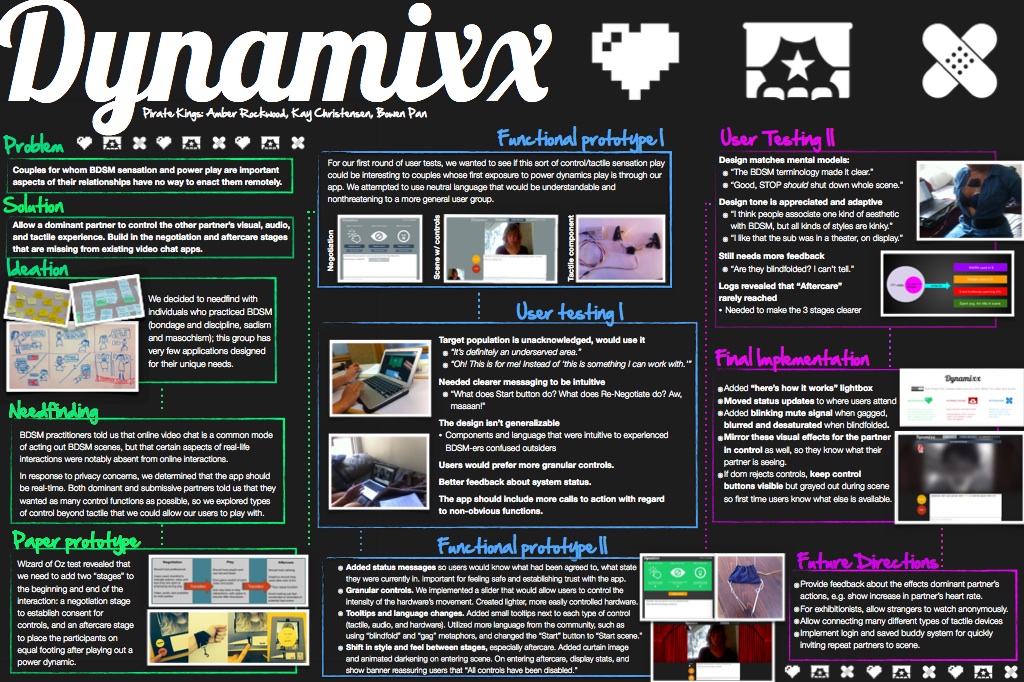 Dynamixx
Pirate Kings: Amber Rockwood, Kay Christensen, Bowen Pan
Problem
Couples for whom BDSM sensation and power play are important
aspects of their relationships have no way to enact them remotely.
Solution
Allow a dominant partner to control the other partner's visual, audio,
and tactile experience. Build in the negotiation and aftercare stages
that are missing from existing video chat apps.
Ideation
We decided to needfind with
individuals who practiced BDSM
(bondage and discipline, sadism
and masochism); this group has
very few applications designed
for their unique needs.
Needfinding
BDSM practitioners told us that online video chat is a common mode
of acting out BDSM scenes, but that certain aspects of real-life
interactions were notably absent from online interactions.
In response to privacy concerns, we determined that the app should
be real-time. Both dominant and submissive partners told us that they
wanted as many control functions as possible, so we explored types
of control beyond tactile that we could allow our users to play with.
Paper prototype
Wizard of Oz test revealed that
we need to add two "stages" to
the beginning and end of the
interaction: a negotiation stage
to establish consent for
controls, and an aftercare stage
to place the participants on
equal footing after playing out a
power dynamic.
Negotiation
Play
Aftercare
Functional prototype I
For our first round of user tests, we wanted to see if this sort of control/tactile sensation play
could be interesting to couples whose first exposure to power dynamics play is through our
app. We attempted to use neutral language that would be understandable and
nonthreatening to a more general user group.
Negotiation
Scene w/ controls
Tactile component
User testing I
Target population is unacknowledged, would use it
"It's definitely an underserved area."
"Oh! This is for me! Instead of 'this is something I can work with.'"
Needed clearer messaging to be intuitive
"What does Start button do? What does Re-Negotiate do? Aw,
maaaan!"
The design isn't generalizable
• Components and language that were intuitive to experienced
BDSM-ers confused outsiders
Users would prefer more granular controls.
Better feedback about system status.
The app should include more calls to action with regard
to non-obvious functions.
Functional prototype II
Added status messages so users would know what had been agreed to, what state
they were currently in. Important for feeling safe and establishing trust with the app.
Granular controls. We implemented a slider that would allow users to control the
intensity of the hardware's movement. Created lighter, more easily controlled hardware.
Tooltips and language changes. Added small tooltips next to each type of control
(tactile, audio, and hardware). Utilized more language from the community, such as
using "blindfold" and "gag" metaphors, and changed the "Start" button to "Start scene."
Shift in style and feel between stages, especially aftercare. Added curtain image
and animated darkening on entering scene. On entering aftercare, display stats, and
show banner reassuring users that "All controls have been disabled."
User Testing II
Design matches mental models:
"The BDSM terminology made it clear."
"Good, STOP should shut down whole scene."
Design tone is appreciated and adaptive
"I think people associate one kind of aesthetic
with BDSM, but all kinds of styles are kinky."
"I like that the sub was in a theater, on display."
Still needs more feedback
"Are they blindfolded? I can't tell."
Logs revealed that "Aftercare"
rarely reached
• Needed to make the 3 stages clearer
Final Implementation
Added "here's how it works" lightbox
Moved status updates to where users attend
Added blinking mute signal when gagged,
blurred and desaturated when blindfolded.
Mirror these visual effects for the partner
in control as well, so they know what their
partner is seeing.
If dom rejects controls, keep control
buttons visible but grayed out during scene
so first time users know what else is available.
Dynamixx
Future Directions
Provide feedback about the effects dominant partner's
actions, e.g. show increase in partner's heart rate.
For exhibitionists, allow strangers to watch anonymously.
Allow connecting many different types of tactile devices
Implement login and saved buddy system for quickly
inviting repeat partners to scene.